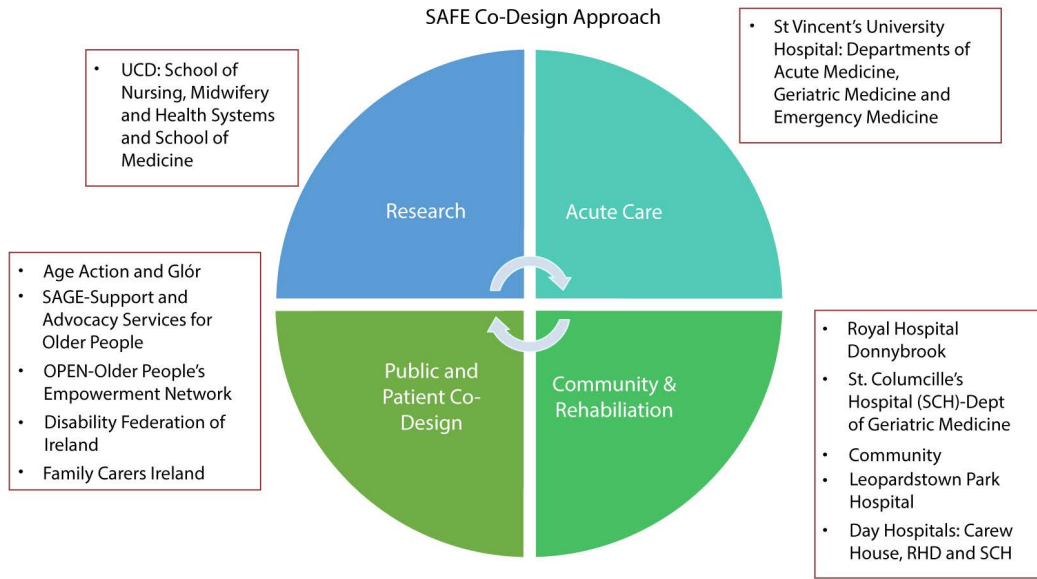 SAFE Co-Design Approach
• UCD: School of
Nursing, Midwifery
and Health Systems
and School of
Medicine
• St Vincent's University
Hospital: Departments of
Acute Medicine,
Geriatric Medicine and
Emergency Medicine
Research
Acute Care
• Age Action and Glór
• SAGE-Support and
Advocacy Services for
Older People
• OPEN-Older People's
Empowerment Network
• Disability Federation of
Ireland
• Family Carers Ireland
Public and
Patient Co-
Design
Community &
Rehabiliation
• Royal Hospital
Donnybrook
• St. Columcille's
Hospital (SCH)-Dept
of Geriatric Medicine
• Community
• Leopardstown Park
Hospital
• Day Hospitals: Carew
House, RHD and SCH